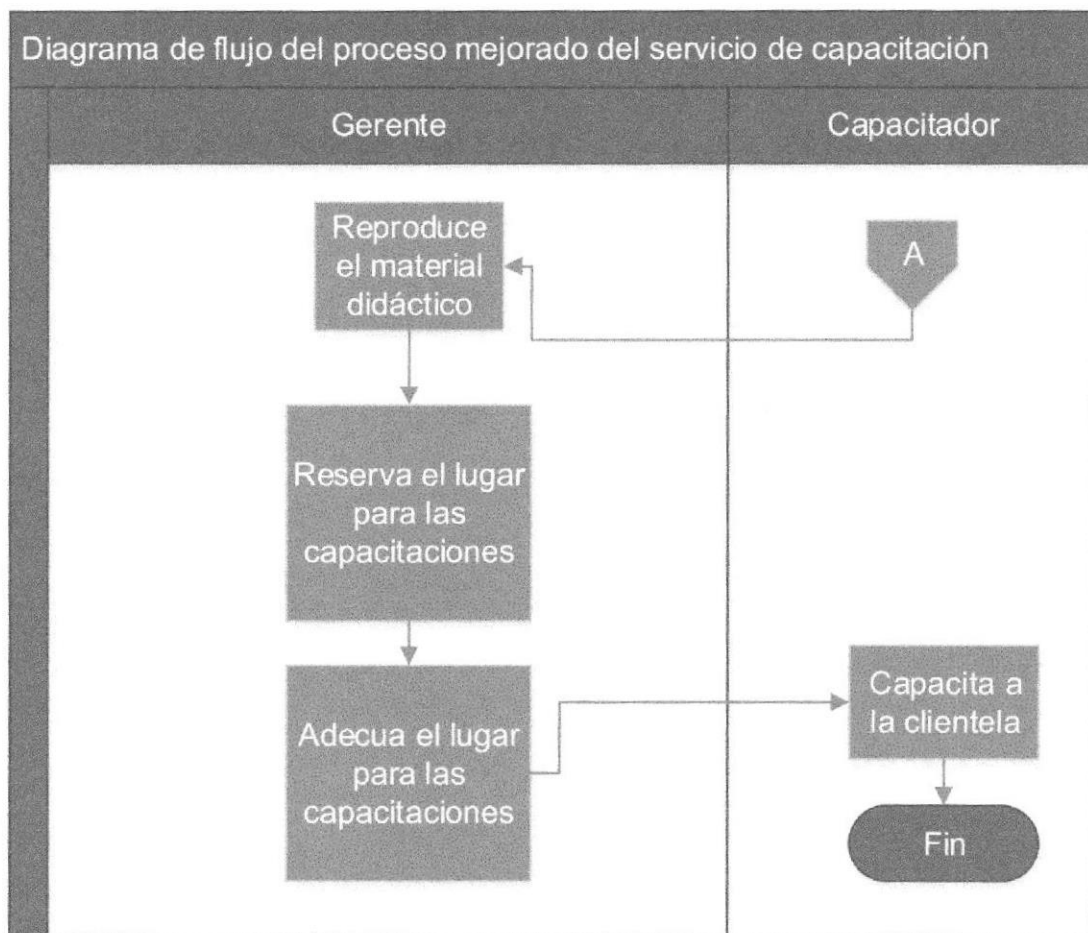 Diagrama de flujo del proceso mejorado del servicio de capacitación
Gerente
Capacitador
Reproduce
el material
didáctico
A
Reserva el lugar
para las
capacitaciones
Adecua el lugar
para las
capacitaciones
Capacita a
la clientela
Fin